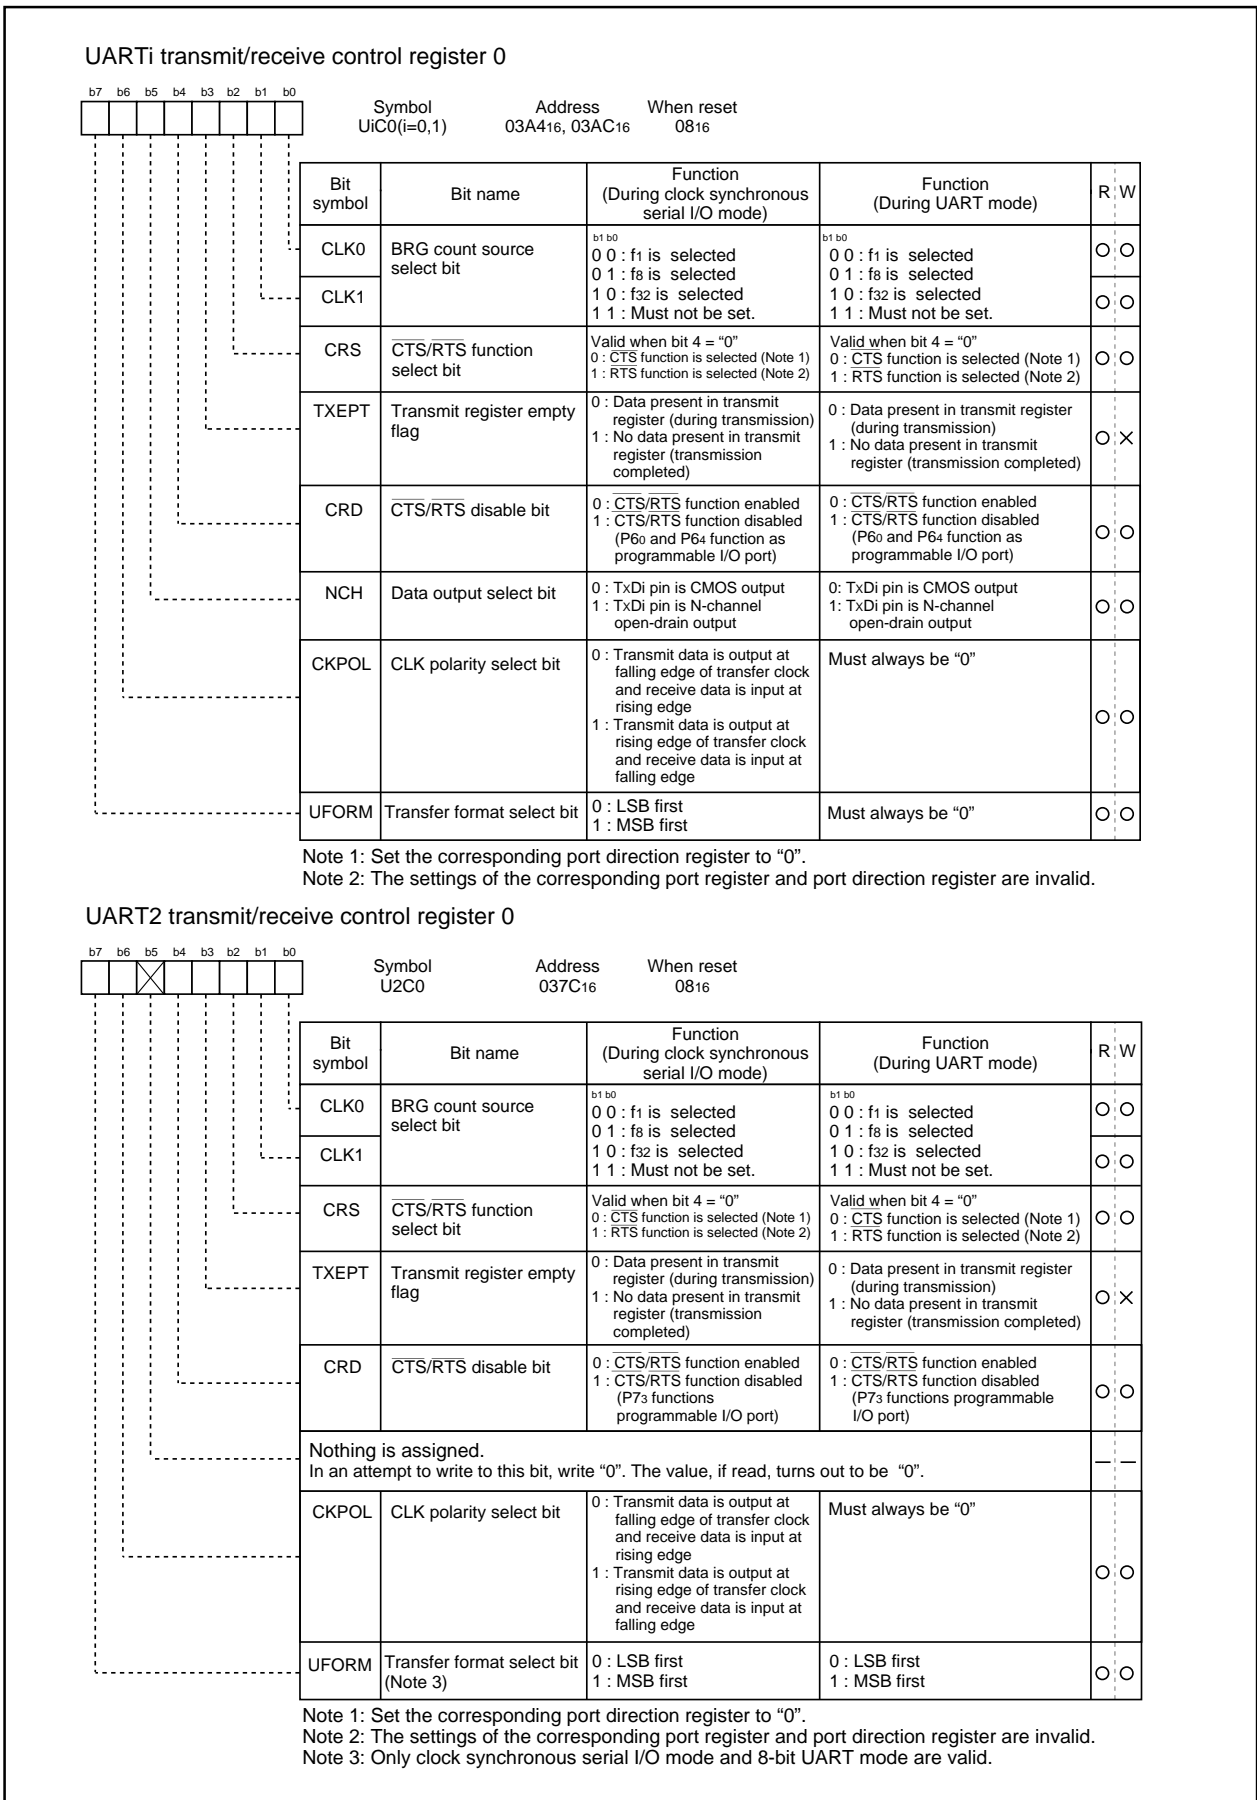 UARTi transmit/receive control register 0
b7 b6 b5 b4 b3 b2 b1 b0
Symbol Address When reset
UiC0(i=0,1) 03A416, 03AC16 0816
Bit symbol Bit name Function (During clock synchronous serial I/O mode) Function (During UART mode) R W
CLK0 BRG count source select bit
CLK1
b1 b0
0 0 : f1 is selected
0 1 : f8 is selected
1 0 : f32 is selected
1 1 : Must not be set.
b1 b0
0 0 : f1 is selected
0 1 : f8 is selected
1 0 : f32 is selected
1 1 : Must not be set.
CRS CTS/RTS function select bit
Valid when bit 4 = “0”
0 : CTS function is selected (Note 1)
1 : RTS function is selected (Note 2)
Valid when bit 4 = “0”
0 : CTS function is selected (Note 1)
1 : RTS function is selected (Note 2)
TXEPT Transmit register empty flag
0 : Data present in transmit
register (during transmission)
1 : No data present in transmit
register (transmission
completed)
0 : Data present in transmit register
(during transmission)
1 : No data present in transmit
register (transmission completed)
CRD CTS/RTS disable bit
0 : CTS/RTS function enabled
1 : CTS/RTS function disabled
(P60 and P64 function as
programmable I/O port)
0 : CTS/RTS function enabled
1 : CTS/RTS function disabled
(P60 and P64 function as
programmable I/O port)
NCH Data output select bit
0 : TXDi pin is CMOS output
1 : TXDi pin is N-channel
open-drain output
0: TXDi pin is CMOS output
1: TXDi pin is N-channel
open-drain output
CKPOL CLK polarity select bit
0 : Transmit data is output at
falling edge of transfer clock
and receive data is input at
rising edge
1 : Transmit data is output at
rising edge of transfer clock
and receive data is input at
falling edge
Must always be “0”
UFORM Transfer format select bit
0 : LSB first
1 : MSB first
Must always be “0”
Note 1: Set the corresponding port direction register to “0”.
Note 2: The settings of the corresponding port register and port direction register are invalid.
UART2 transmit/receive control register 0
b7 b6 b5 b4 b3 b2 b1 b0
Symbol Address When reset
U2C0 037C16 0816
Bit symbol Bit name Function (During clock synchronous serial I/O mode) Function (During UART mode) R W
CLK0 BRG count source select bit
CLK1
b1 b0
0 0 : f1 is selected
0 1 : f8 is selected
1 0 : f32 is selected
1 1 : Must not be set.
b1 b0
0 0 : f1 is selected
0 1 : f8 is selected
1 0 : f32 is selected
1 1 : Must not be set.
CRS CTS/RTS function select bit
Valid when bit 4 = “0”
0 : CTS function is selected (Note 1)
1 : RTS function is selected (Note 2)
Valid when bit 4 = “0”
0 : CTS function is selected (Note 1)
1 : RTS function is selected (Note 2)
TXEPT Transmit register empty flag
0 : Data present in transmit
register (during transmission)
1 : No data present in transmit
register (transmission
completed)
0 : Data present in transmit register
(during transmission)
1 : No data present in transmit
register (transmission completed)
CRD CTS/RTS disable bit
0 : CTS/RTS function enabled
1 : CTS/RTS function disabled
(P73 functions
programmable I/O port)
0 : CTS/RTS function enabled
1 : CTS/RTS function disabled
(P73 functions programmable
I/O port)
Nothing is assigned.
In an attempt to write to this bit, write “0”. The value, if read, turns out to be “0”.
CKPOL CLK polarity select bit
0 : Transmit data is output at
falling edge of transfer clock
and receive data is input at
rising edge
1 : Transmit data is output at
rising edge of transfer clock
and receive data is input at
falling edge
Must always be “0”
UFORM Transfer format select bit (Note 3)
0 : LSB first
1 : MSB first
0 : LSB first
1 : MSB first
Note 1: Set the corresponding port direction register to “0”.
Note 2: The settings of the corresponding port register and port direction register are invalid.
Note 3: Only clock synchronous serial I/O mode and 8-bit UART mode are valid.